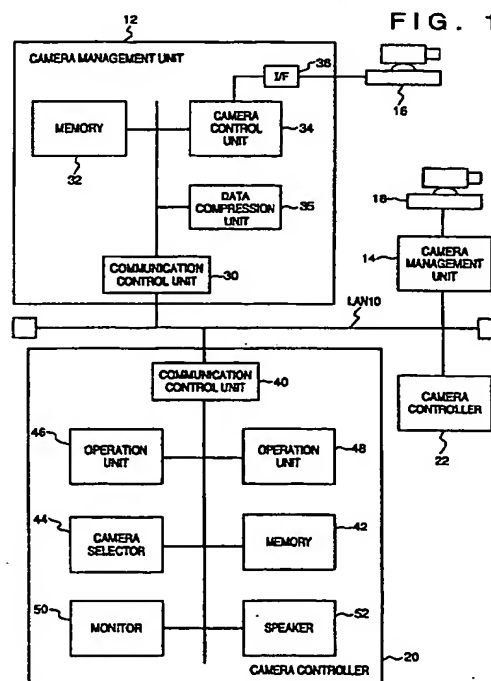 FIG. 1
12
CAMERA MANAGEMENT UNIT
I/F
36
16
MEMORY
32
CAMERA
CONTROL
UNIT
34
DATA
COMPRESSION
UNIT
35
18
14
CAMERA
MANAGEMENT
UNIT
COMMUNICATION
CONTROL UNIT
30
LAN10
COMMUNICATION
CONTROL UNIT
40
CAMERA
CONTROLLER
22
46
OPERATION
UNIT
OPERATION
UNIT
48
44
CAMERA
SELECTOR
MEMORY
42
50
MONITOR
SPEAKER
52
CAMERA CONTROLLER
20